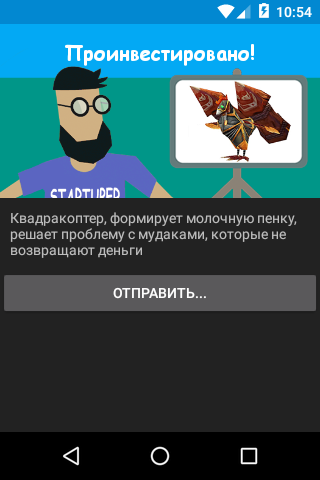 10:54
Проинвестировано!
STARTUPER
Квадракоптер, формирует молочную пенку,
решает проблему с мудаками, которые не
возвращают деньги
ОТПРАВИТЬ...